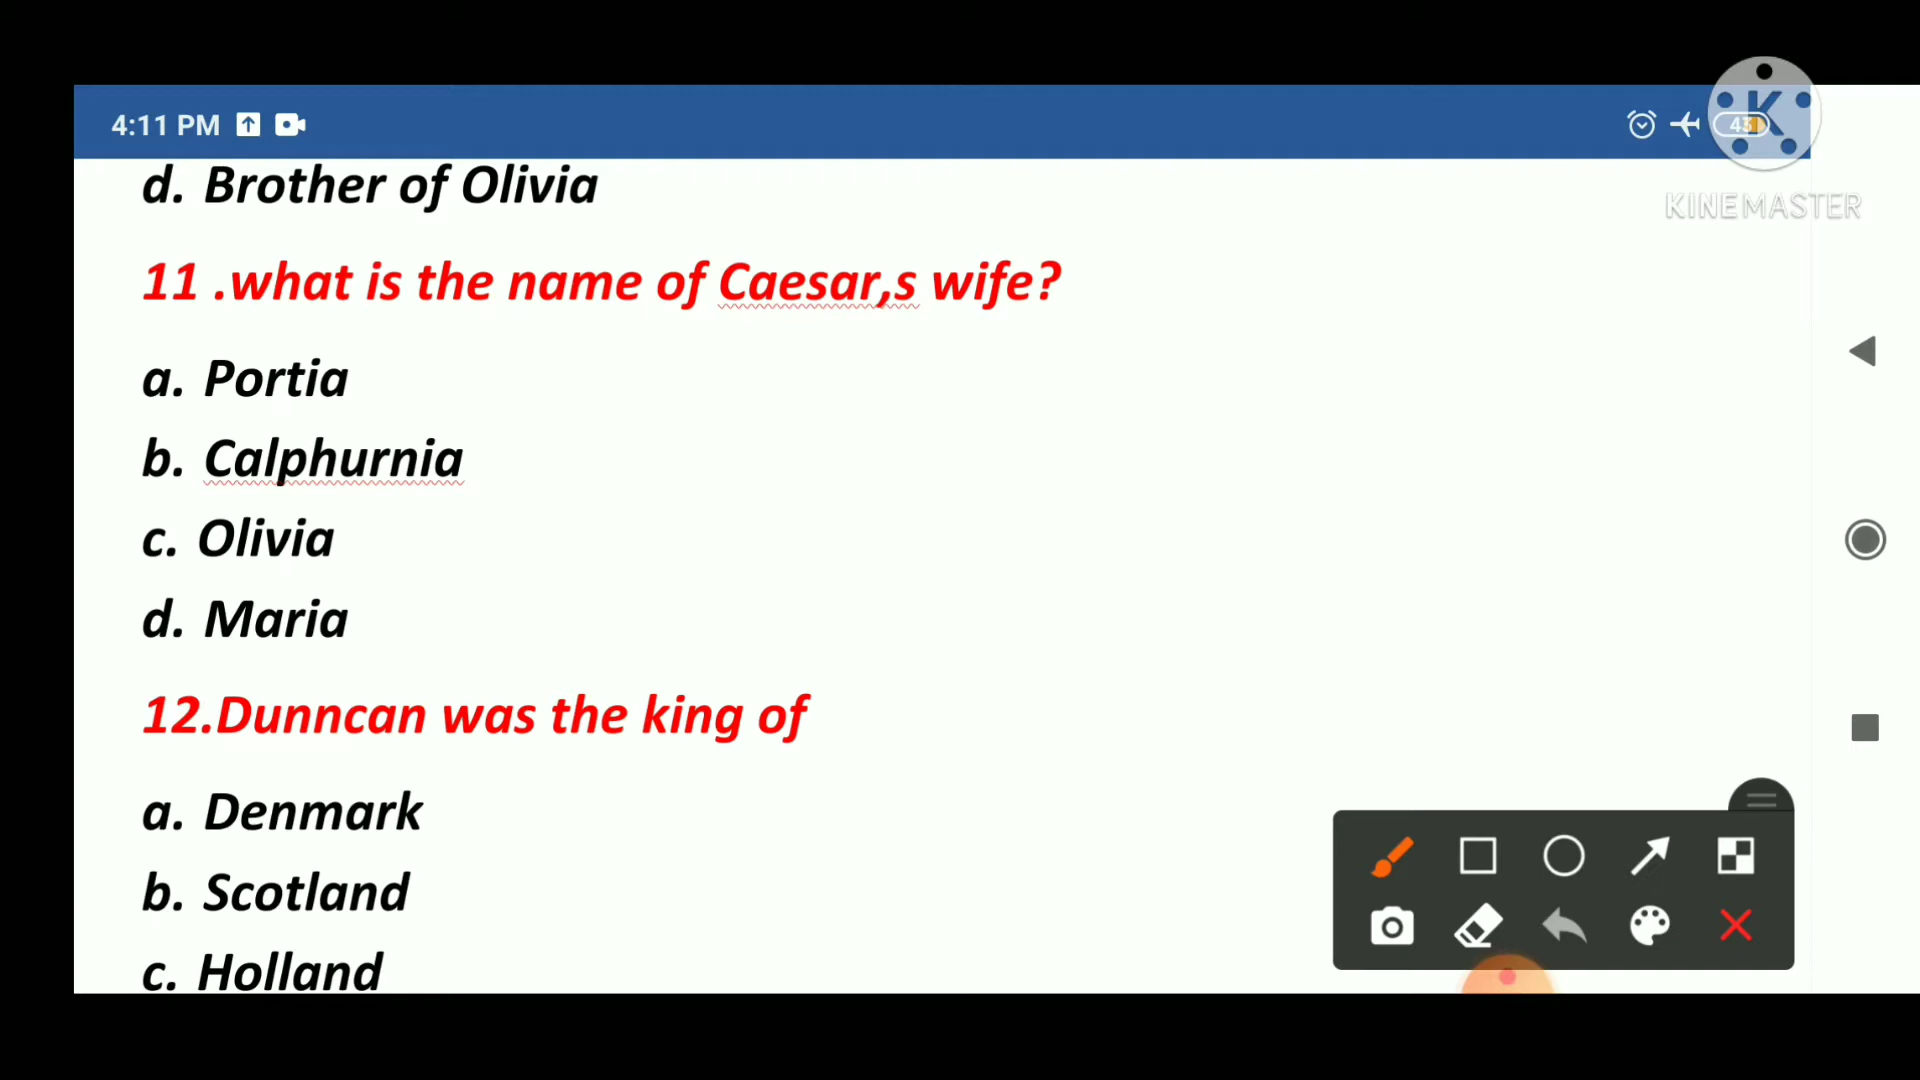 4:11 PM
43
K
KINEMASTER
d. Brother of Olivia
11 .what is the name of Caesar,s wife?
a. Portia
b. Calphurnia
c. Olivia
d. Maria
12.Dunncan was the king of
a. Denmark
b. Scotland
c. Holland